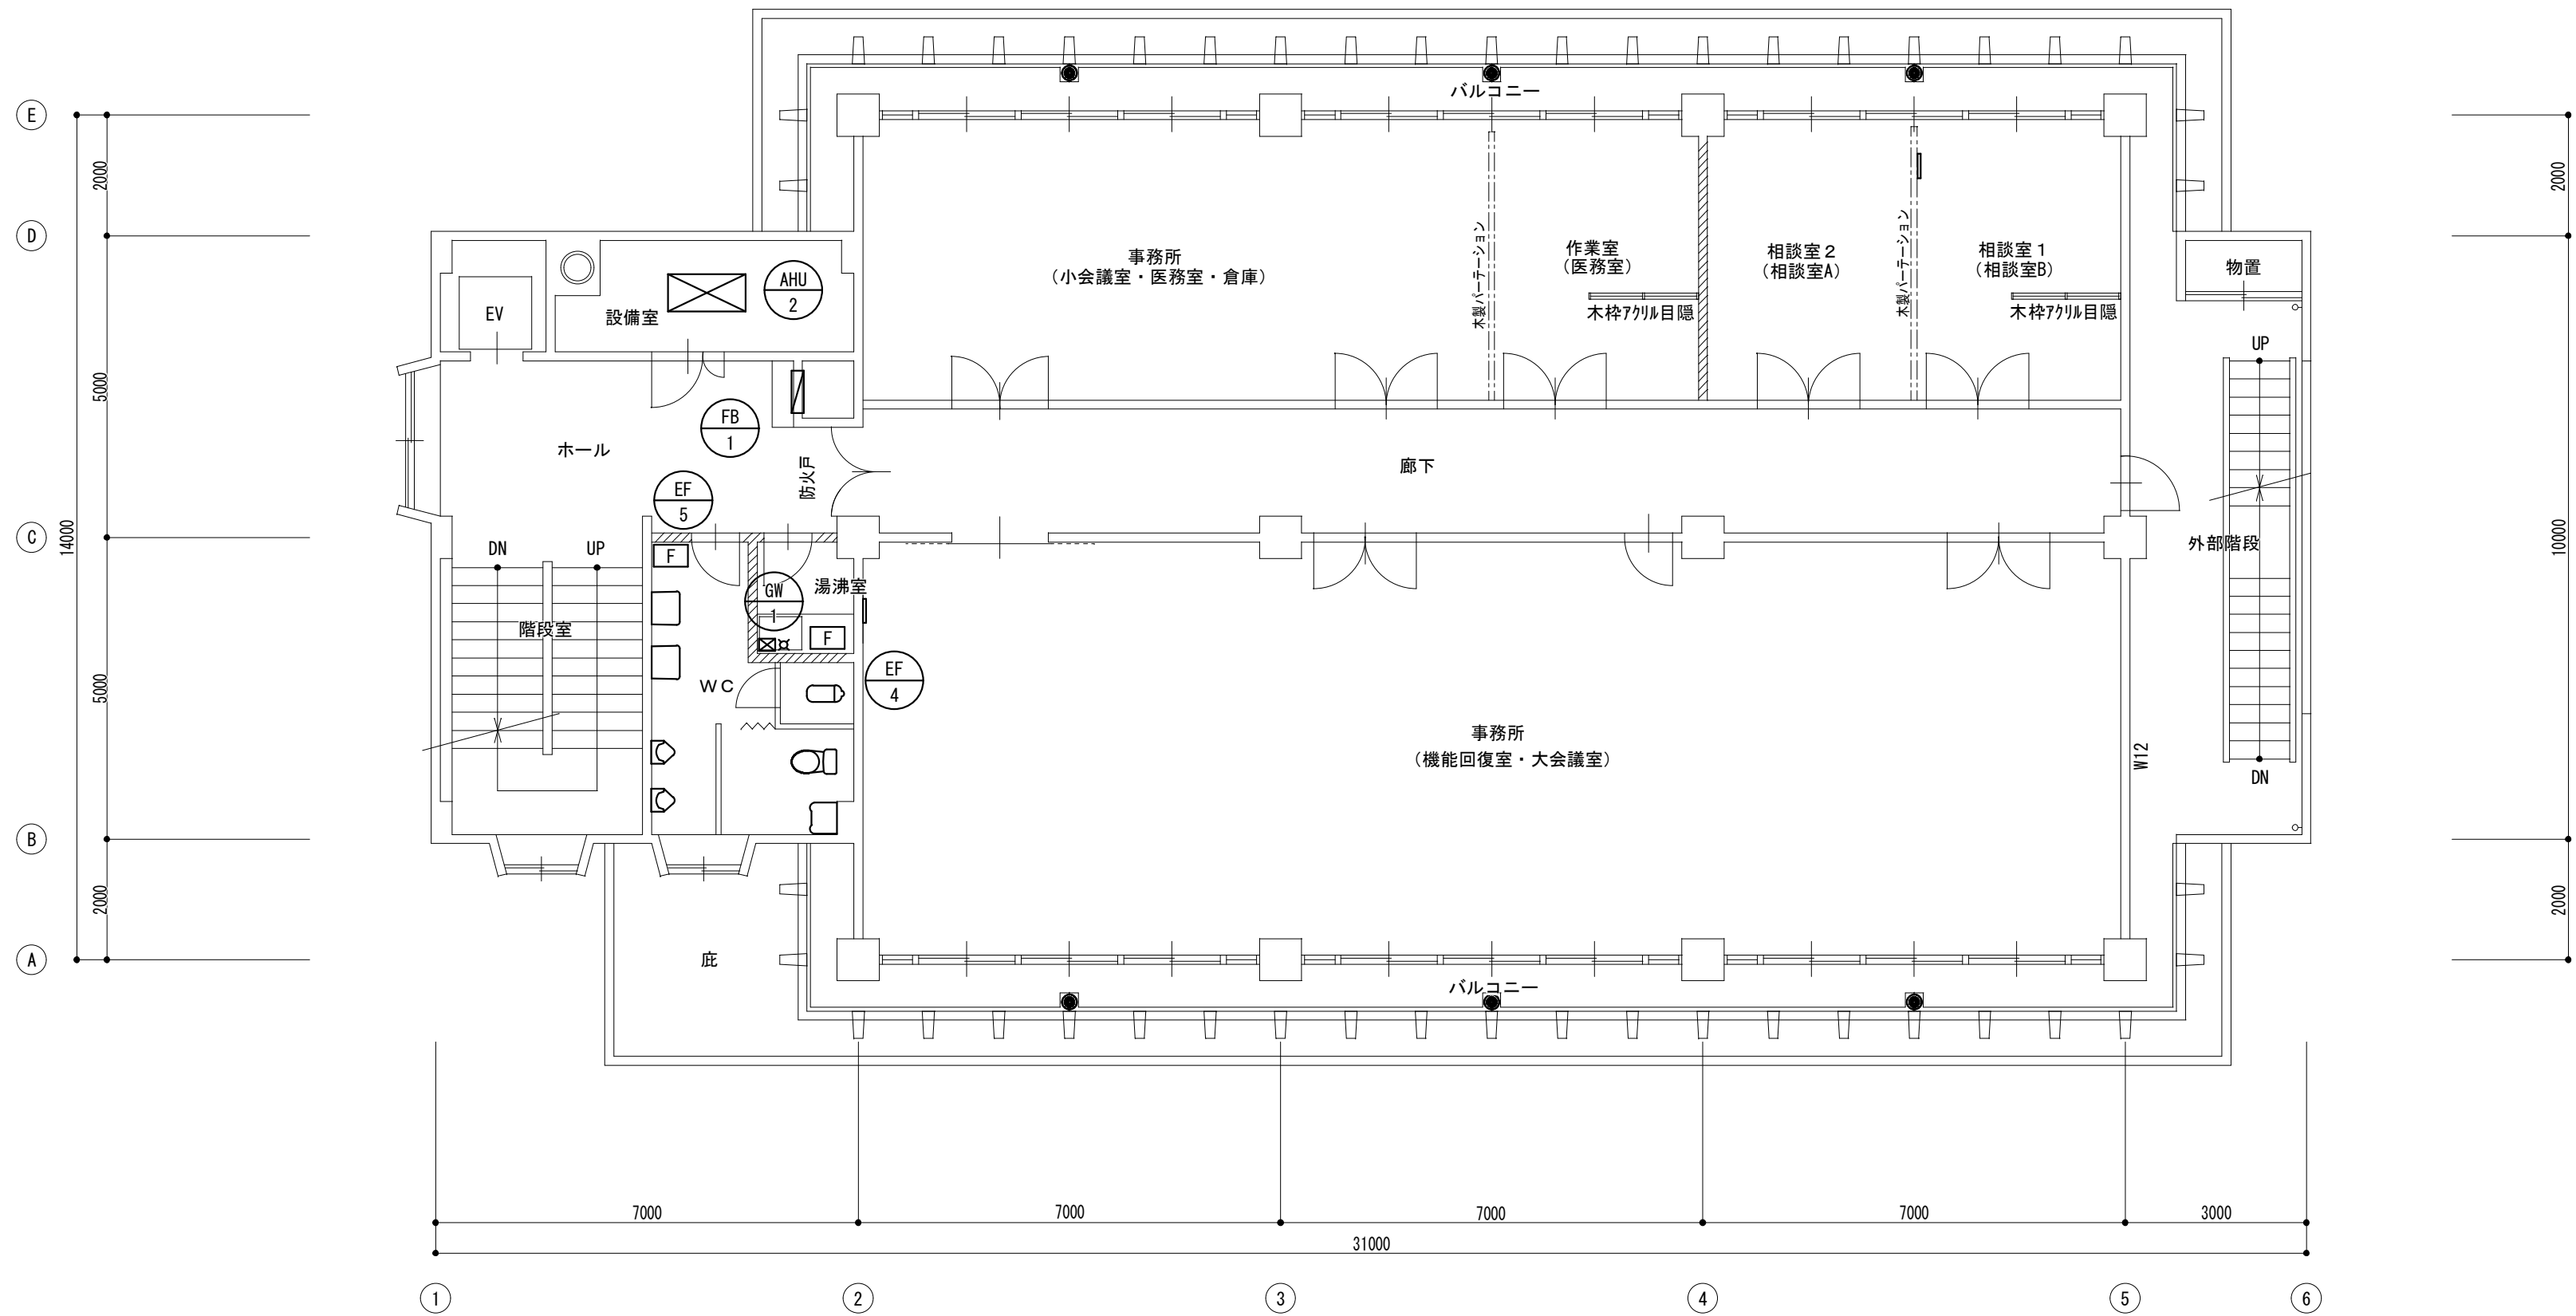 バルコニー
E
D
C
B
A
2000
5000
5000
2000
14000
2000
10000
2000
事務所
(小会議室・医務室・倉庫)
木製パーテーション
作業室
(医務室)
木枠アクリル目隠
相談室2
(相談室A)
木製パーテーション
相談室1
(相談室B)
木枠アクリル目隠
物置
EV
設備室
AHU
2
UP
FB
1
ホール
防火戸
廊下
EF
5
DN
UP
F
外部階段
GW
1
湯沸室
F
階段室
WC
EF
4
事務所
(機能回復室・大会議室)
W12
DN
庇
バルコニー
7000
7000
7000
7000
3000
31000
1
2
3
4
5
6